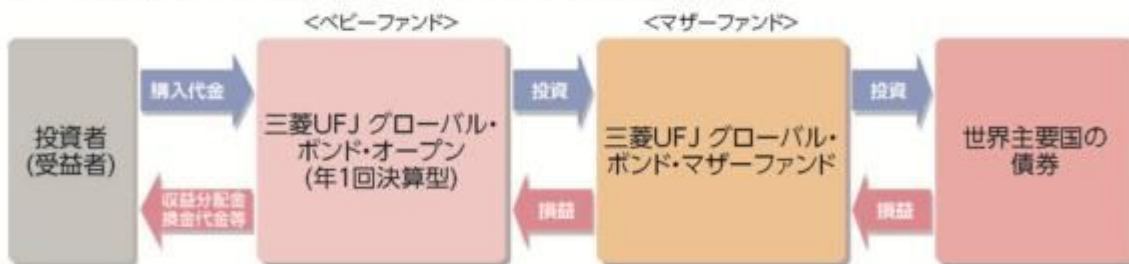 <ベビーファンド>
<マザーファンド>
投資者
(受益者)
購入代金
収益分配金
換金代金等
三菱UFJ グローバル・
ボンド・オープン
(年1回決算型)
投資
損益
三菱UFJ グローバル・
ボンド・マザーファンド
投資
損益
世界主要国の
債券